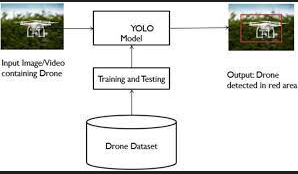 YOLO
Model
Input Image/Video
containing Drone
Training and Testing
Output: Drone
detected in red area
Drone Dataset